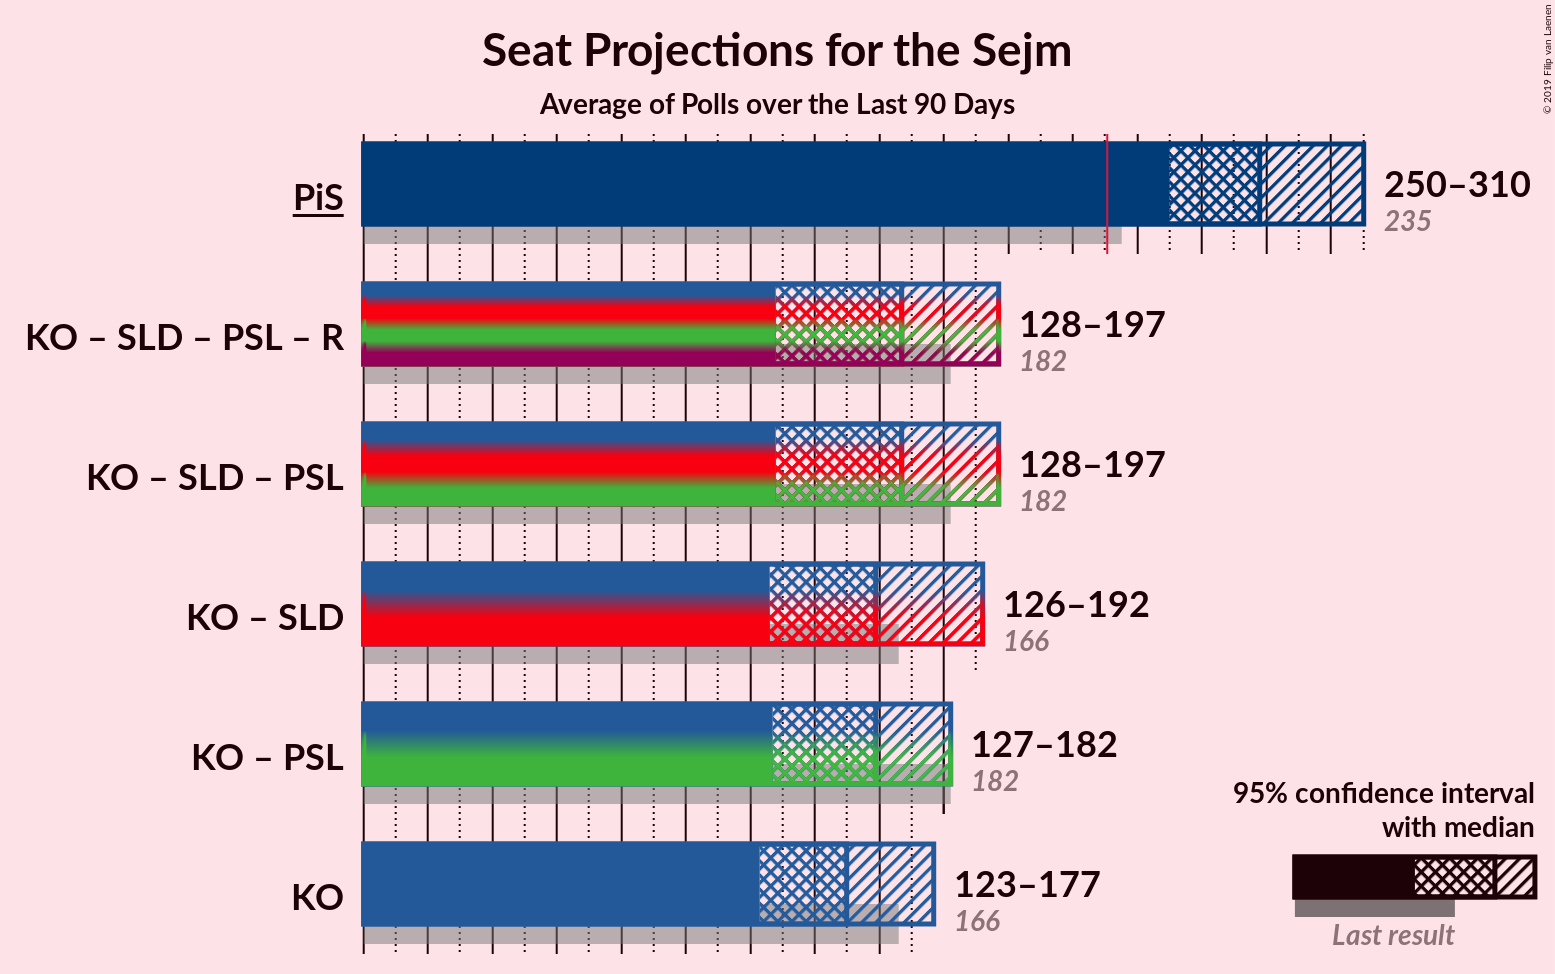 Seat Projections for the Sejm
Average of Polls over the Last 90 Days
© 2019 Filip van Laenen
PiS
250–310
235
KO – SLD – PSL – R
128–197
182
KO – SLD – PSL
128–197
182
KO – SLD
126–192
166
KO – PSL
127–182
182
KO
123–177
166
95% confidence interval
with median
Last result